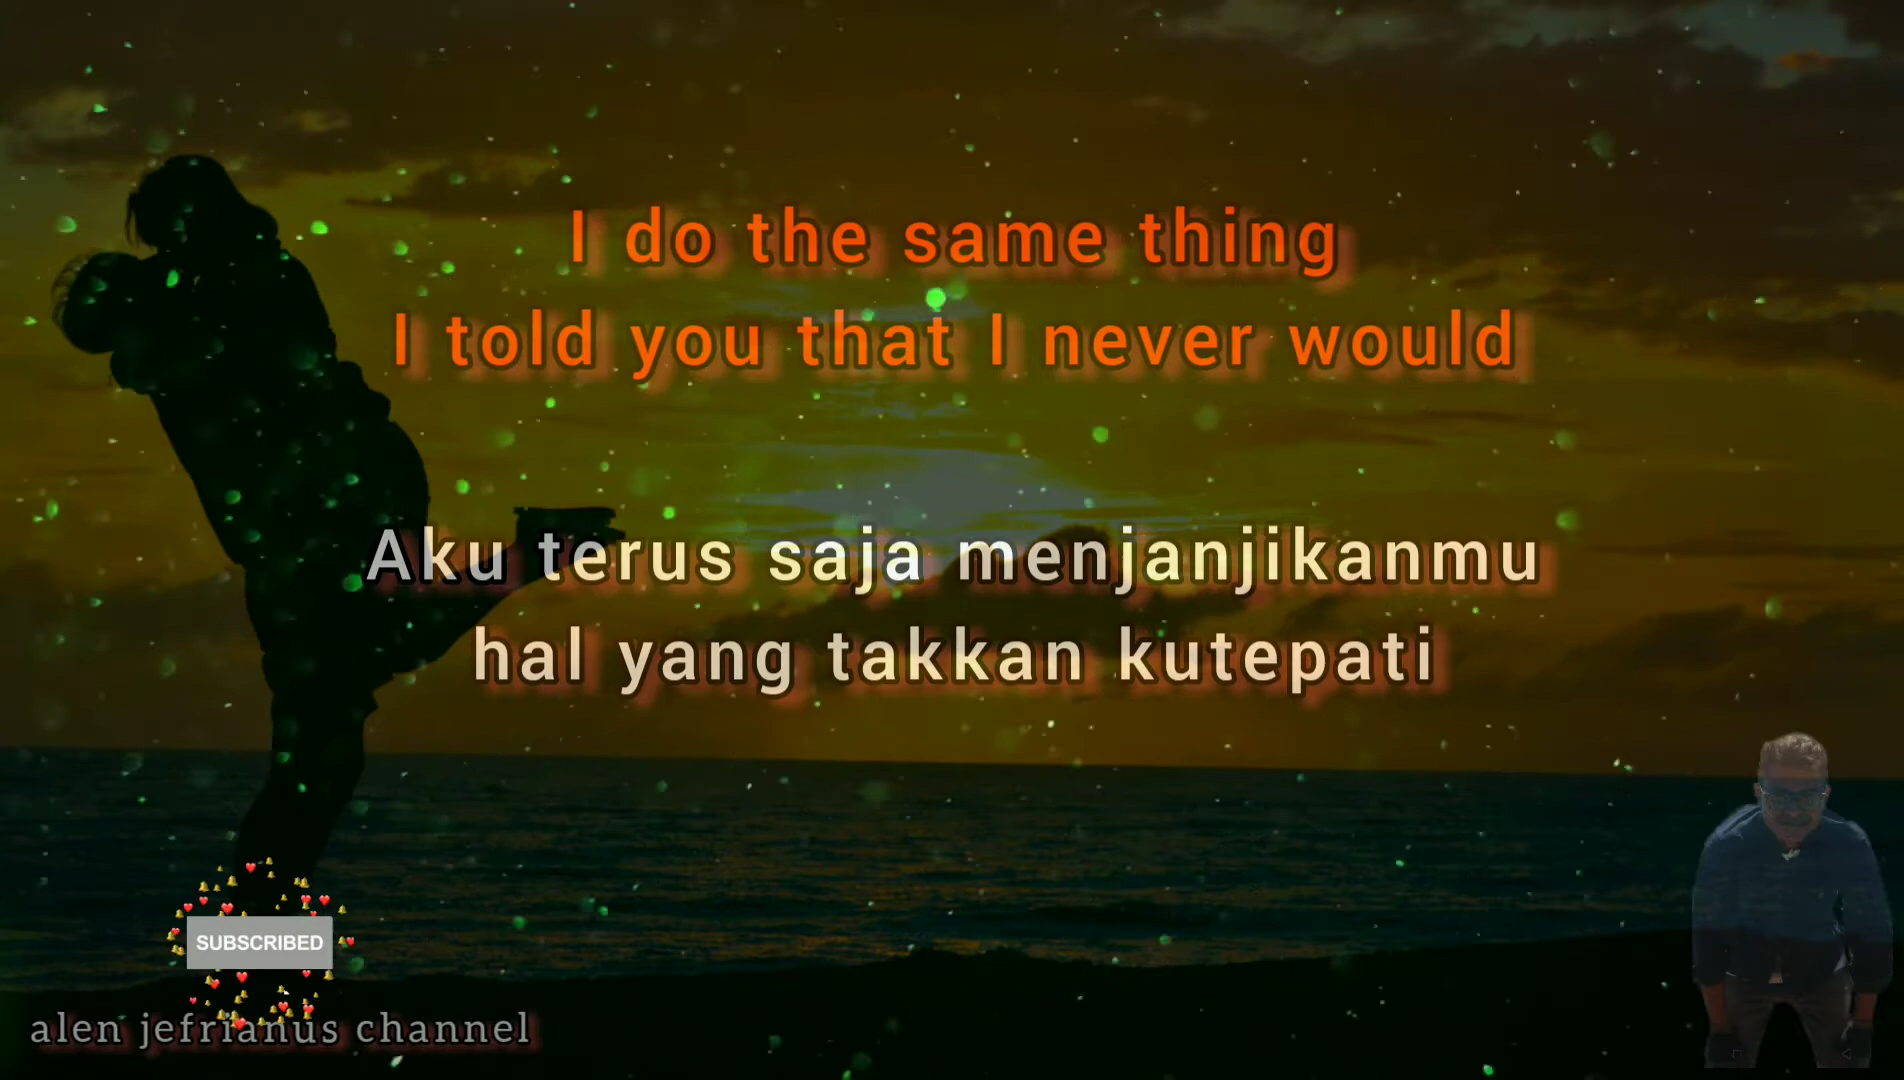 I do the same thing
I told you that I never would
Aku terus saja menjanjikanmu
hal yang takkan kutepati
SUBSCRIBED
alen jefrianus channel